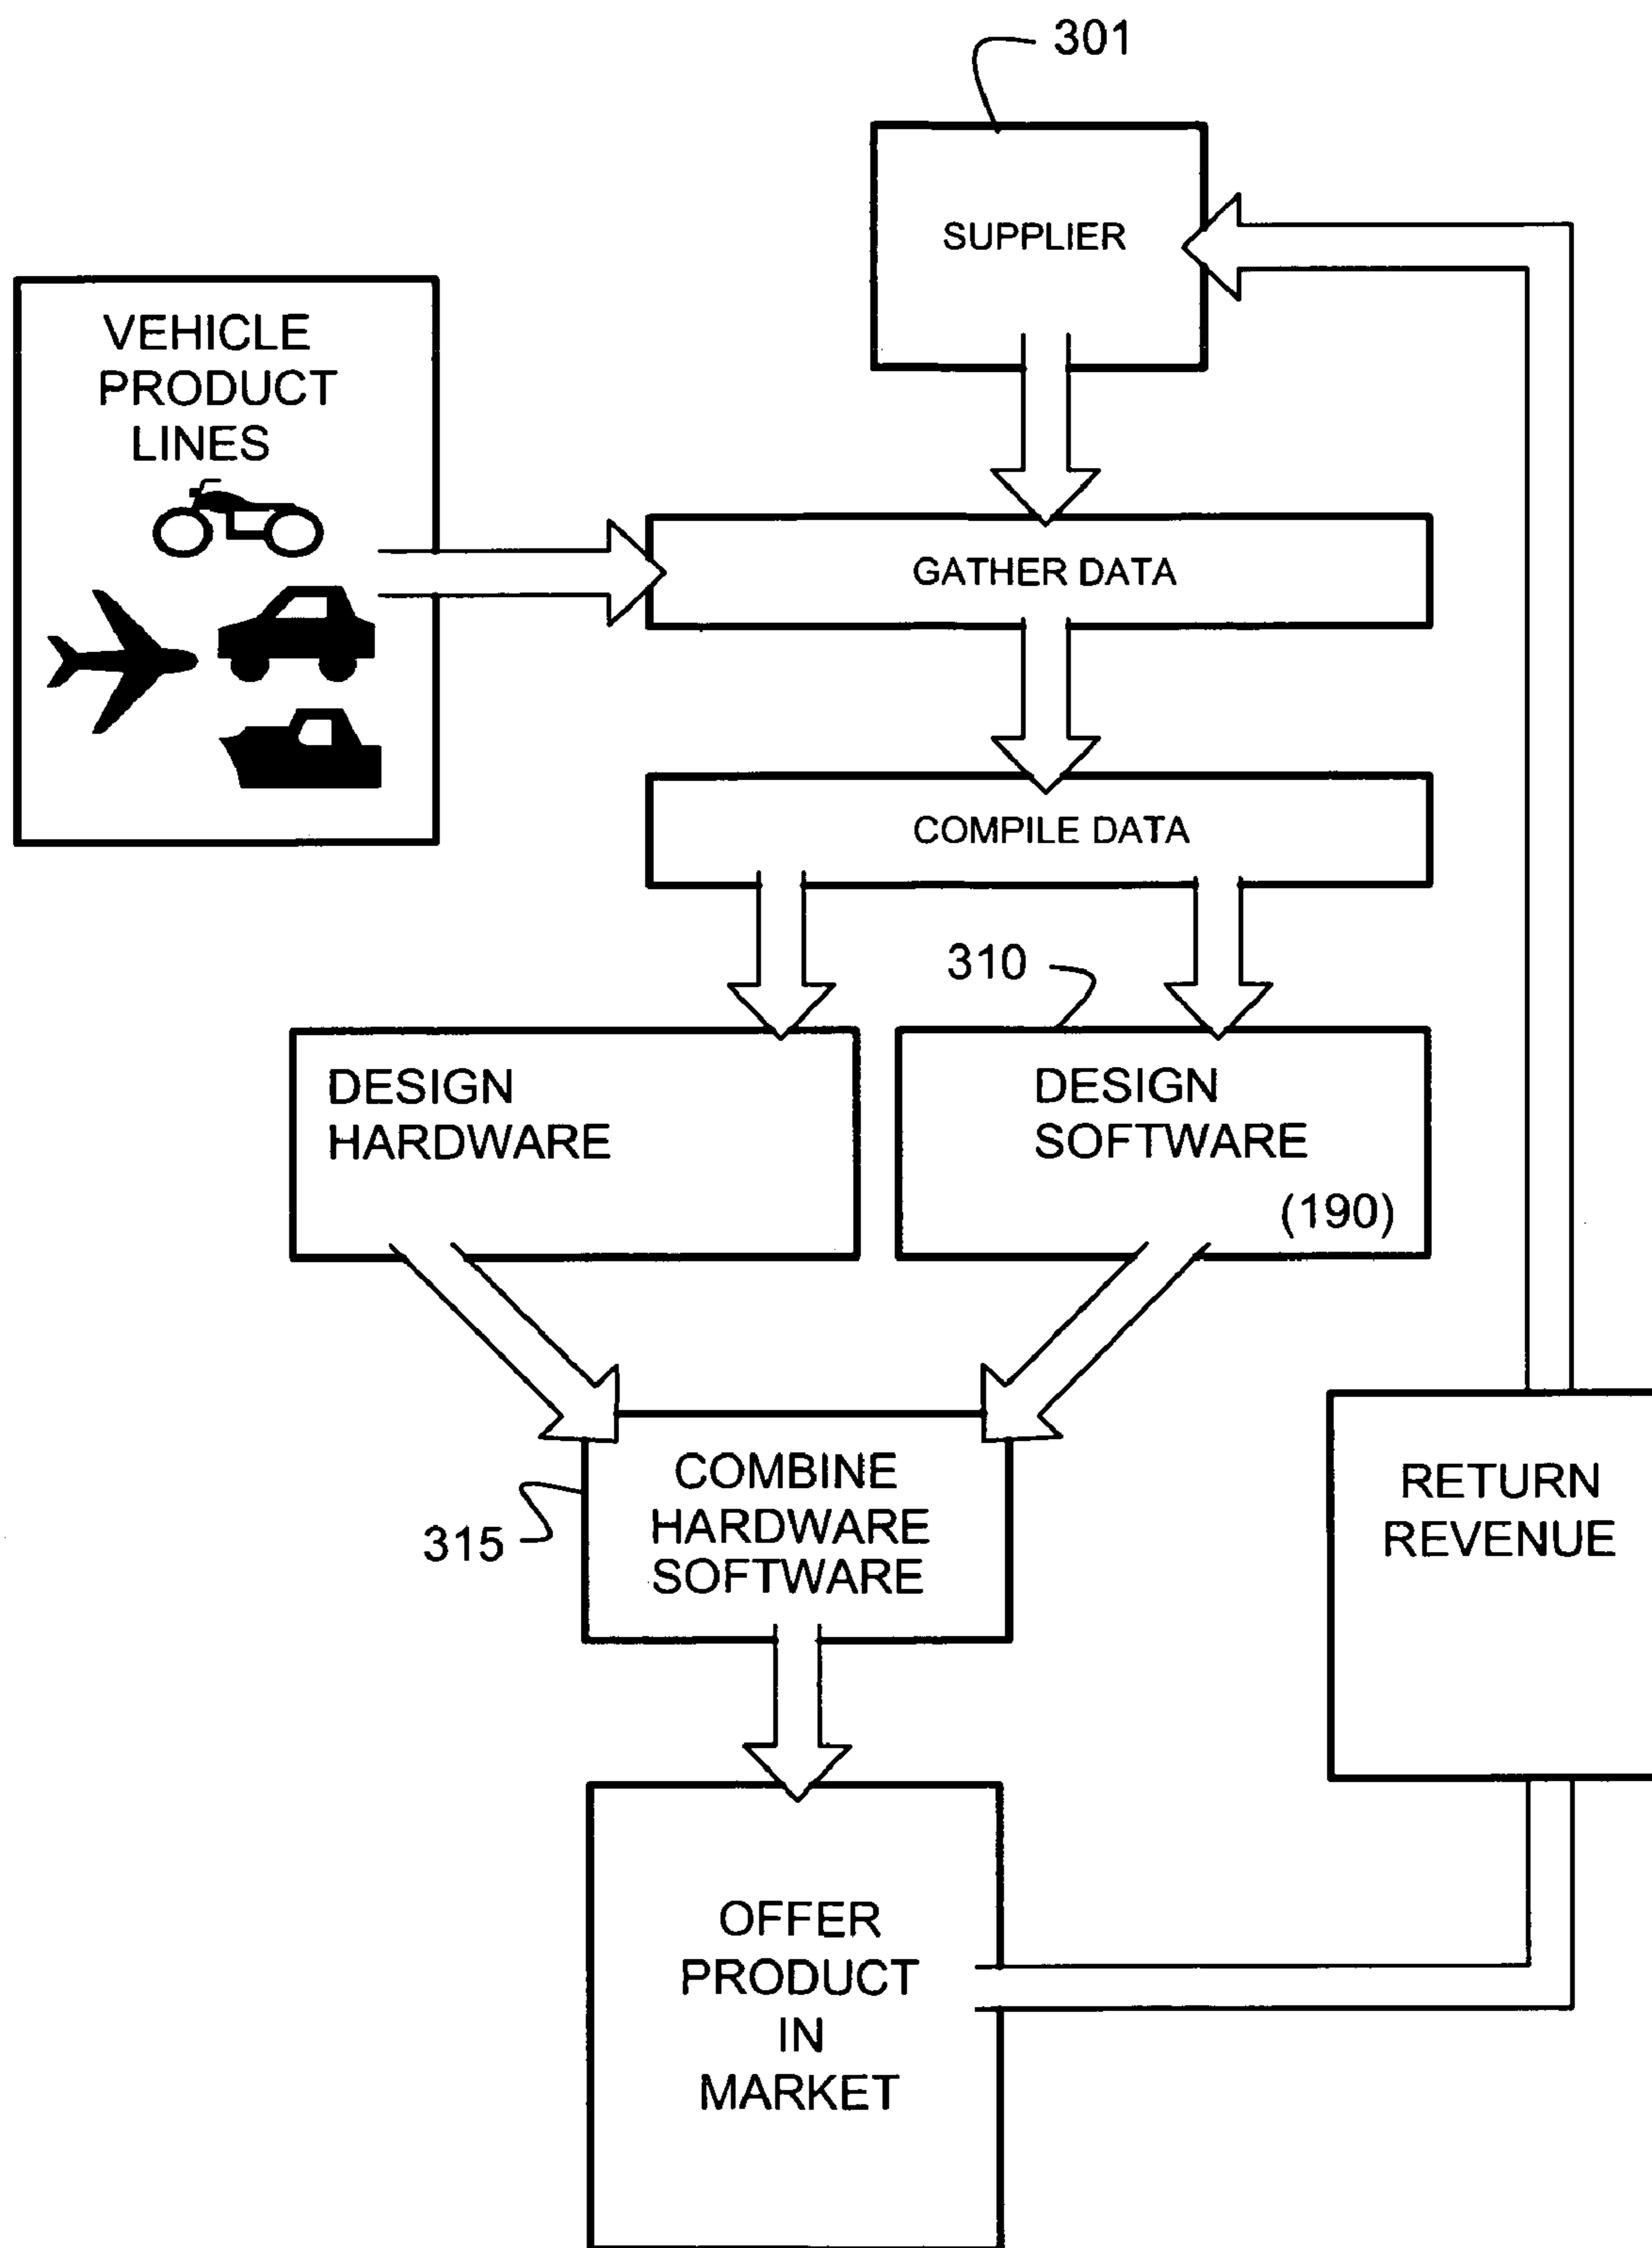 301
SUPPLIER
VEHICLE
PRODUCT
LINES
GATHER DATA
COMPILE DATA
310
DESIGN
HARDWARE
DESIGN
SOFTWARE
(190)
COMBINE
HARDWARE
SOFTWARE
315
RETURN
REVENUE
OFFER
PRODUCT
IN
MARKET